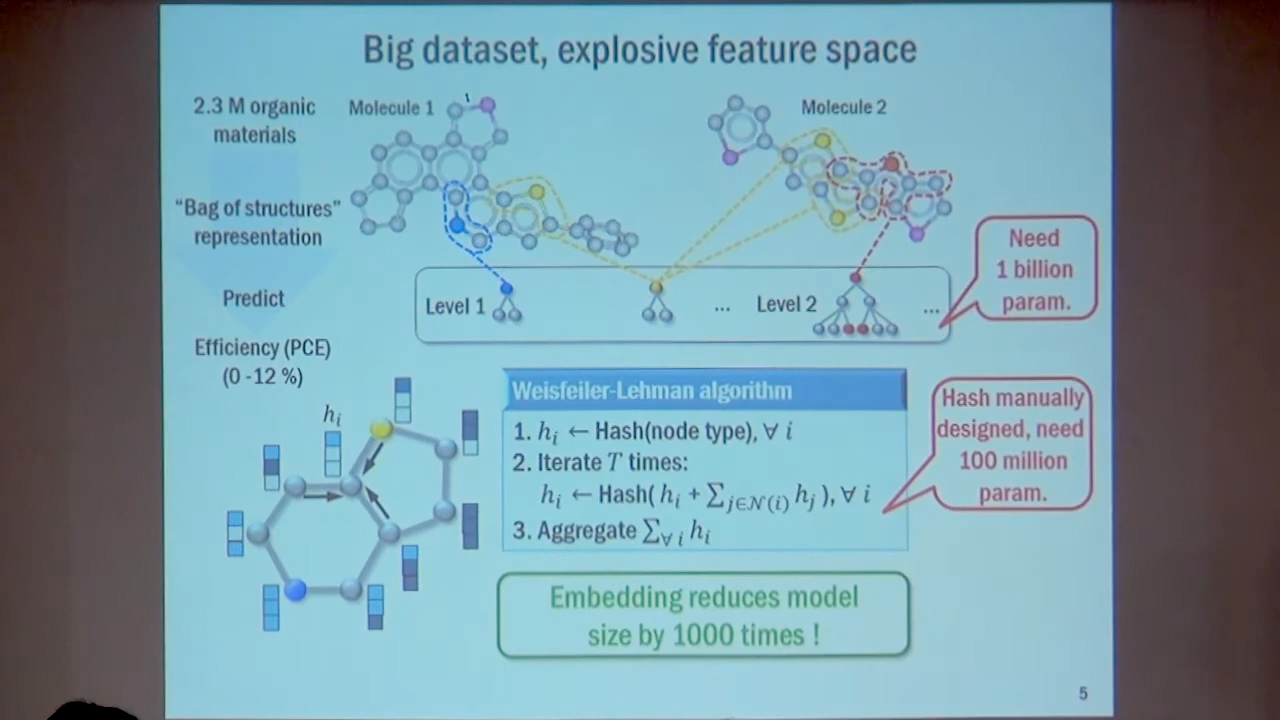 Big dataset, explosive feature space
2.3 M organic
materials
Molecule 1
Molecule 2
"Bag of structures"
representation
Predict
Efficiency (PCE)
(0 -12 %)
Level 1
... Level 2 ...
Need
1 billion
param.
h_i
Weisfeiler-Lehman algorithm
1. h_i ← Hash(node type), ∀ i
2. Iterate T times:
h_i ← Hash( h_i + ∑_{j∈𝒩(i)} h_j ), ∀ i
3. Aggregate ∑_{∀ i} h_i
Hash manually
designed, need
100 million
param.
Embedding reduces model
size by 1000 times !
5